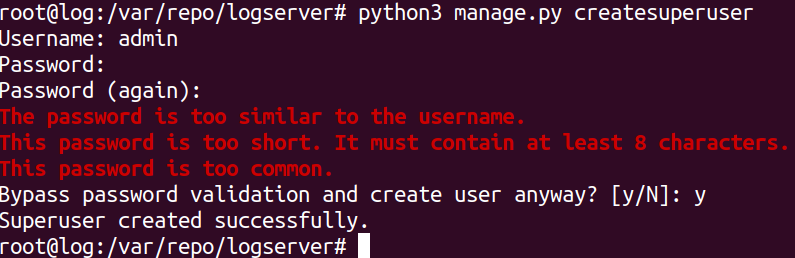 root@log:/var/repo/logserver# python3 manage.py createsuperuser
Username: admin
Password:
Password (again):
The password is too similar to the username.
This password is too short. It must contain at least 8 characters.
This password is too common.
Bypass password validation and create user anyway? [y/N]: y
Superuser created successfully.
root@log:/var/repo/logserver#